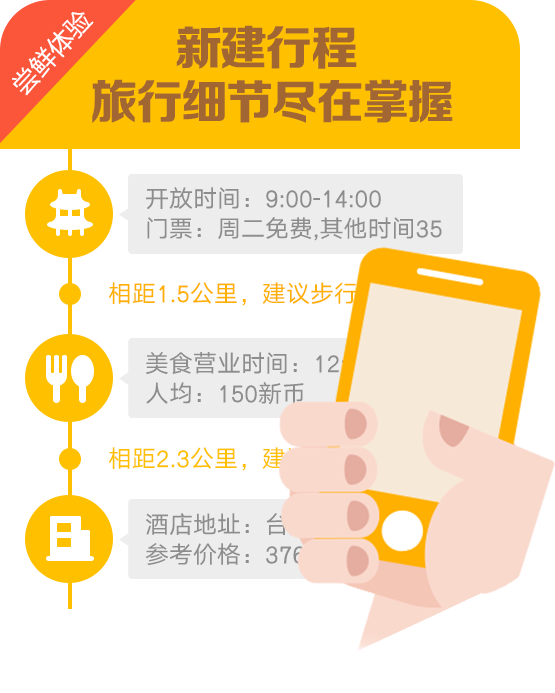 尝鲜体验
新建行程
旅行细节尽在掌握
开放时间：9:00-14:00
门票：周二免费,其他时间35
相距1.5公里，建议步行
美食营业时间：12
人均：150新币
相距2.3公里，建
酒店地址：台
参考价格：376